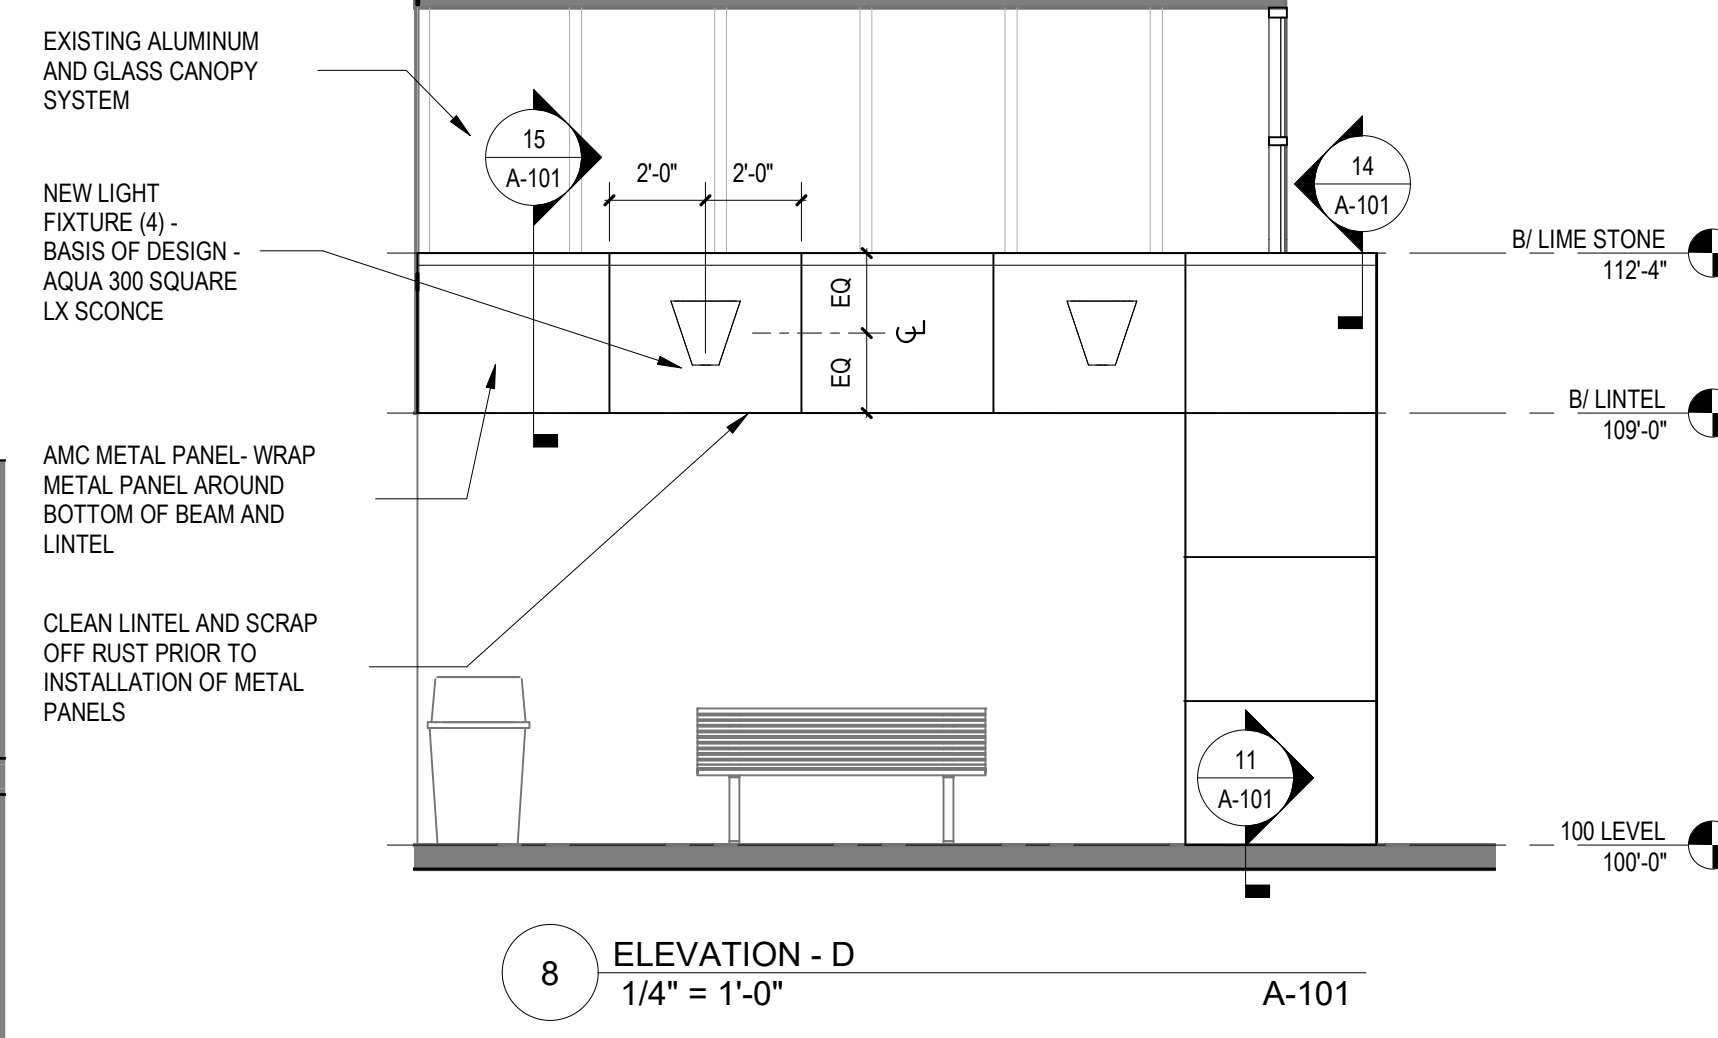 EXISTING ALUMINUM
AND GLASS CANOPY
SYSTEM
15
A-101
2'-0"
2'-0"
14
A-101
NEW LIGHT
FIXTURE (4) -
BASIS OF DESIGN -
AQUA 300 SQUARE
LX SCONCE
B/ LIME STONE
112'-4"
EQ
CL
EQ
B/ LINTEL
109'-0"
AMC METAL PANEL- WRAP
METAL PANEL AROUND
BOTTOM OF BEAM AND
LINTEL
CLEAN LINTEL AND SCRAP
OFF RUST PRIOR TO
INSTALLATION OF METAL
PANELS
11
A-101
100 LEVEL
100'-0"
8
ELEVATION - D
1/4" = 1'-0"
A-101